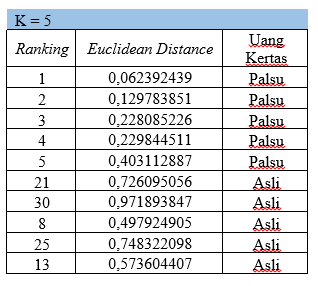 K = 5
Ranking Euclidean Distance Uang Kertas
1 0,062392439 Palsu
2 0,129783851 Palsu
3 0,228085226 Palsu
4 0,229844511 Palsu
5 0,403112887 Palsu
21 0,726095056 Asli
30 0,971893847 Asli
8 0,497924905 Asli
25 0,748322098 Asli
13 0,573604407 Asli